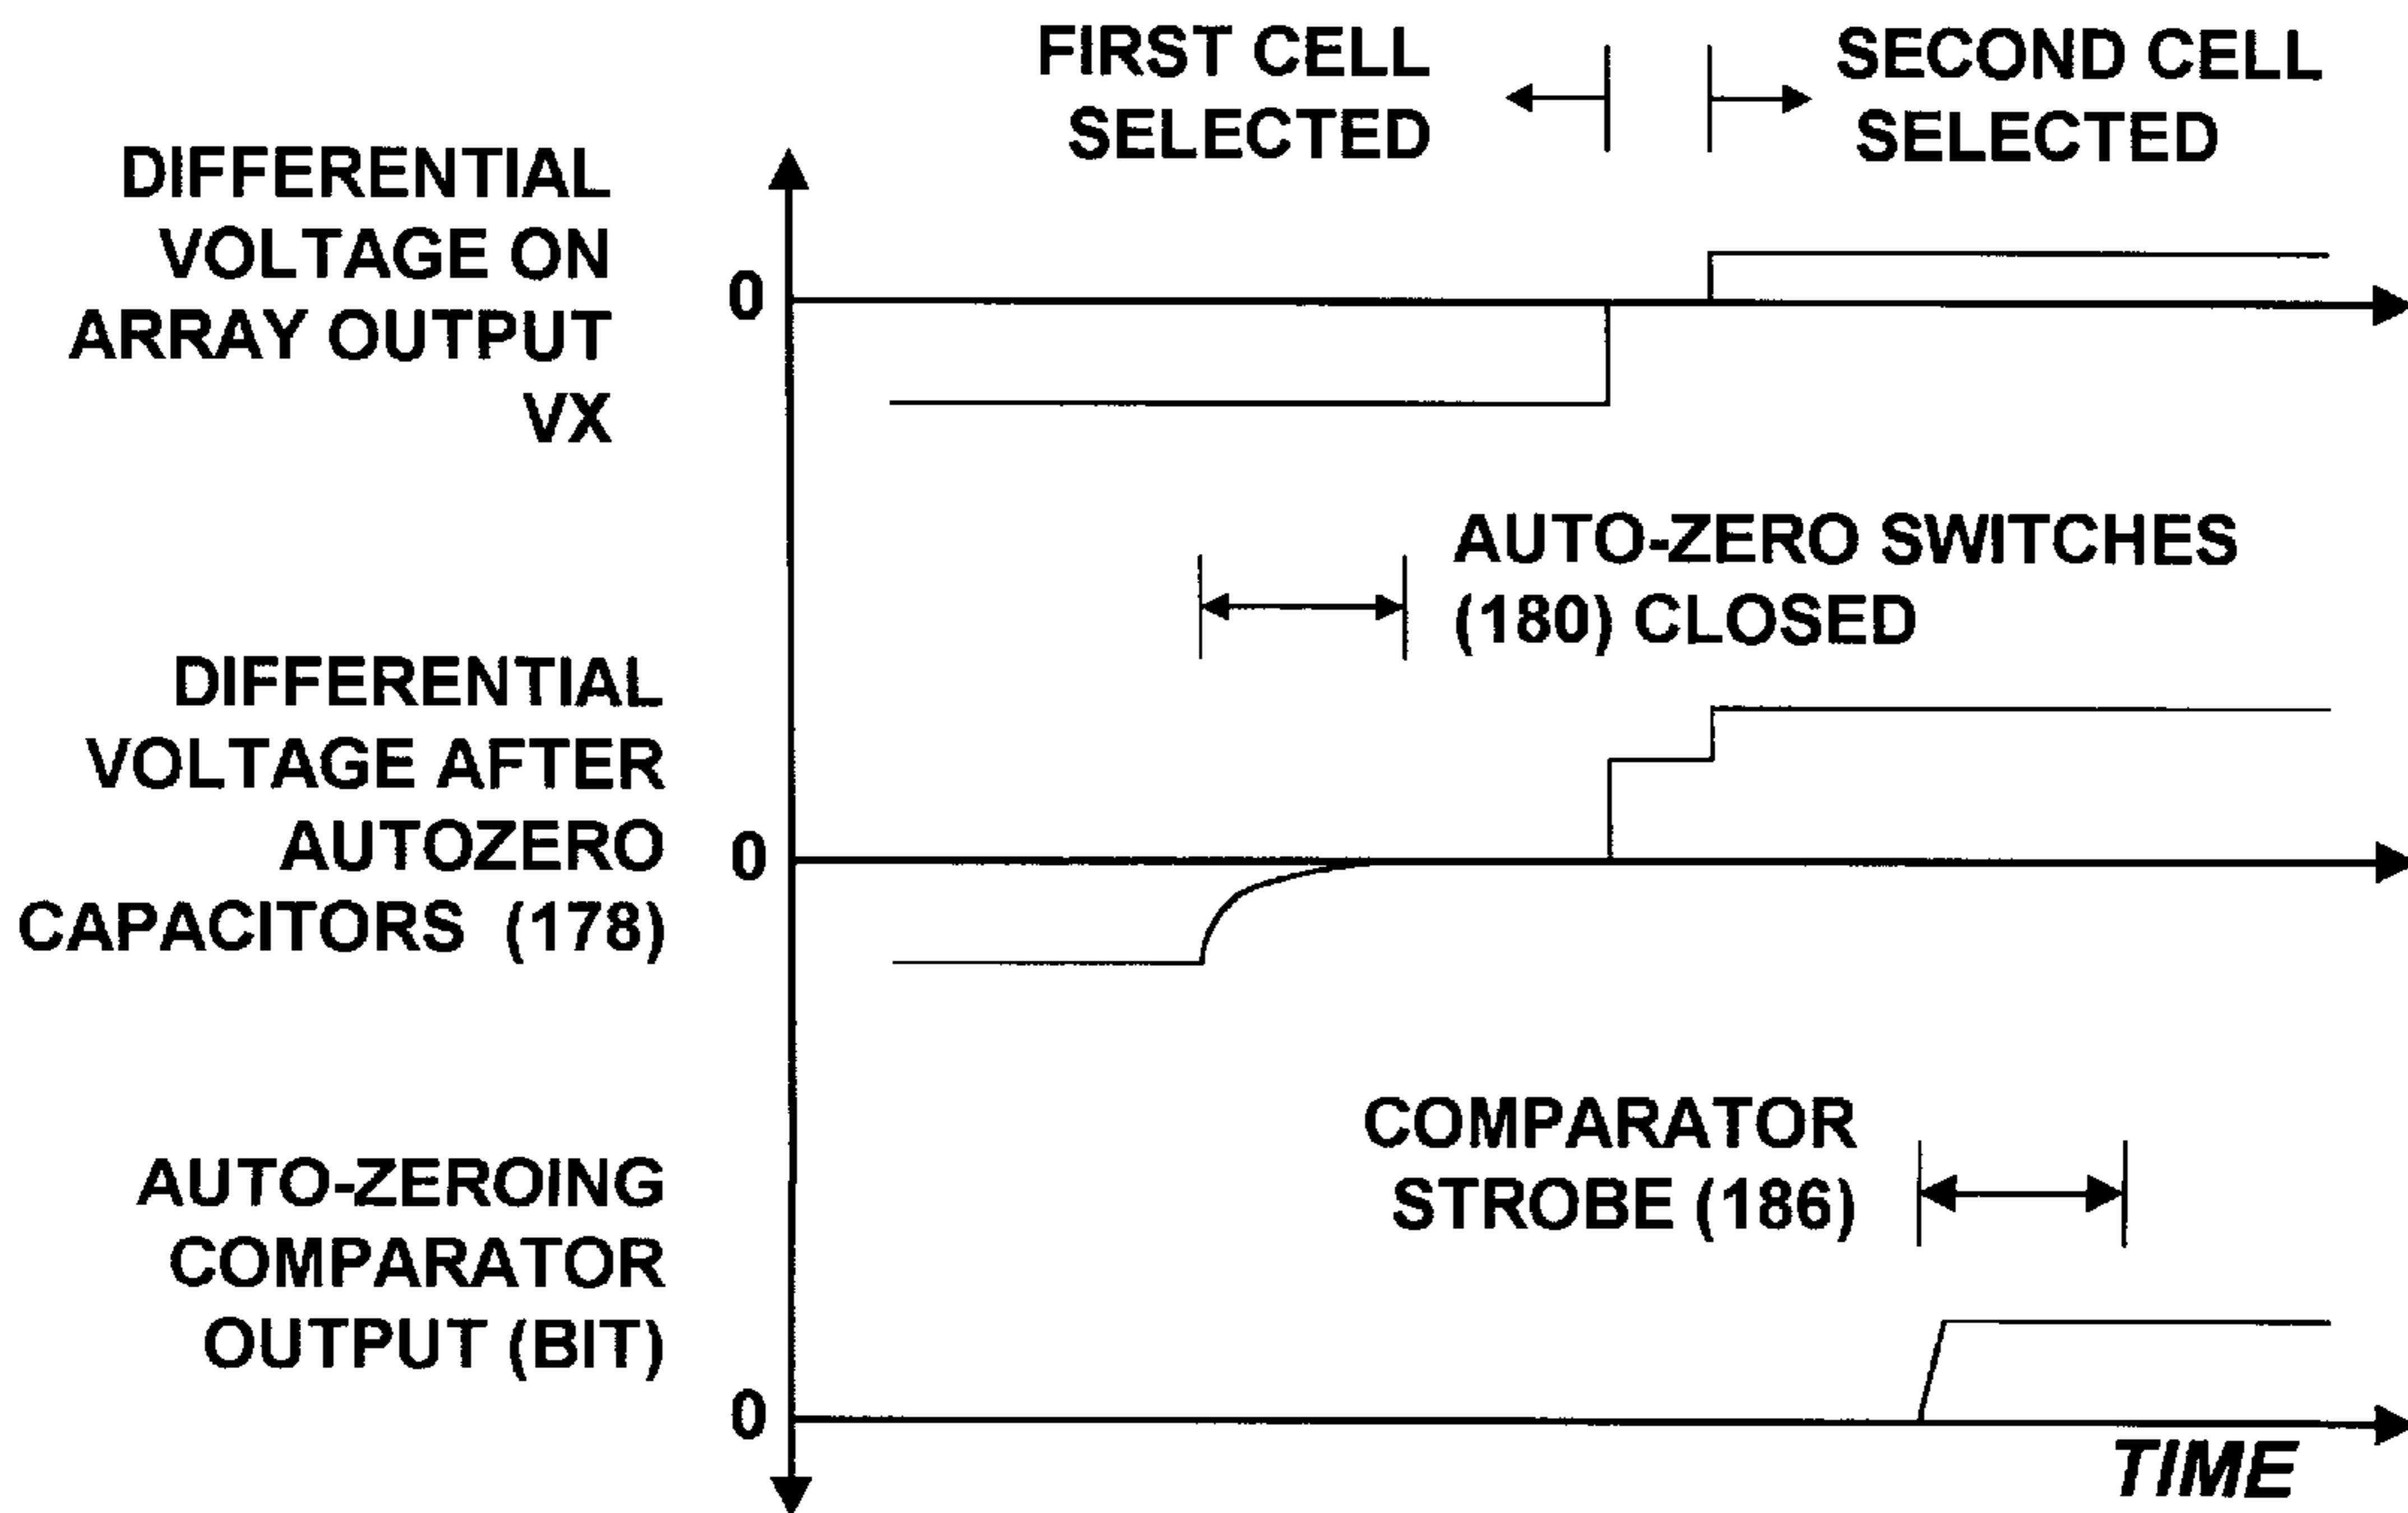 FIRST CELL
SELECTED
SECOND CELL
SELECTED
DIFFERENTIAL
VOLTAGE ON
ARRAY OUTPUT
VX
0
AUTO-ZERO SWITCHES
(180) CLOSED
DIFFERENTIAL
VOLTAGE AFTER
AUTOZERO
CAPACITORS (178)
0
COMPARATOR
STROBE (186)
AUTO-ZEROING
COMPARATOR
OUTPUT (BIT)
0
TIME